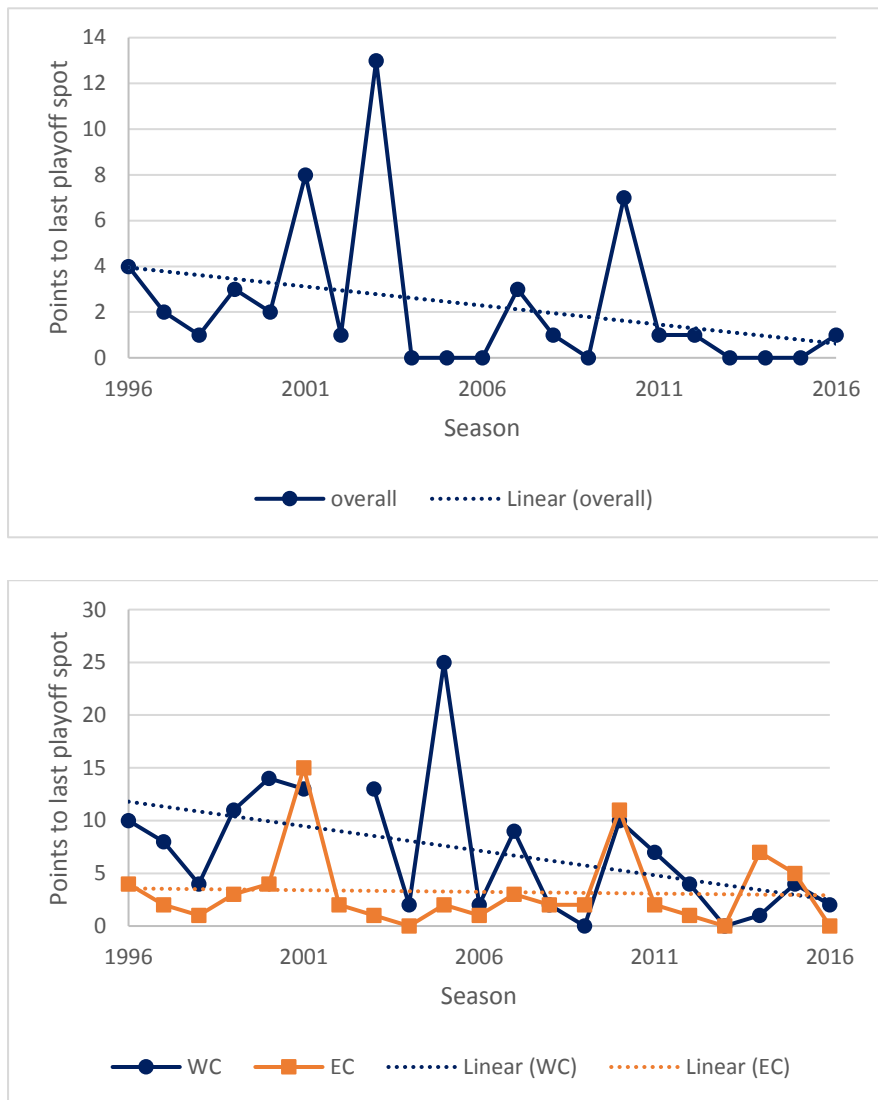 14
12
10
8
6
4
2
0
Points to last playoff spot
1996 2001 2006 2011 2016
Season
overall Linear (overall)
30
25
20
15
10
5
0
Points to last playoff spot
1996 2001 2006 2011 2016
Season
WC EC Linear (WC) Linear (EC)